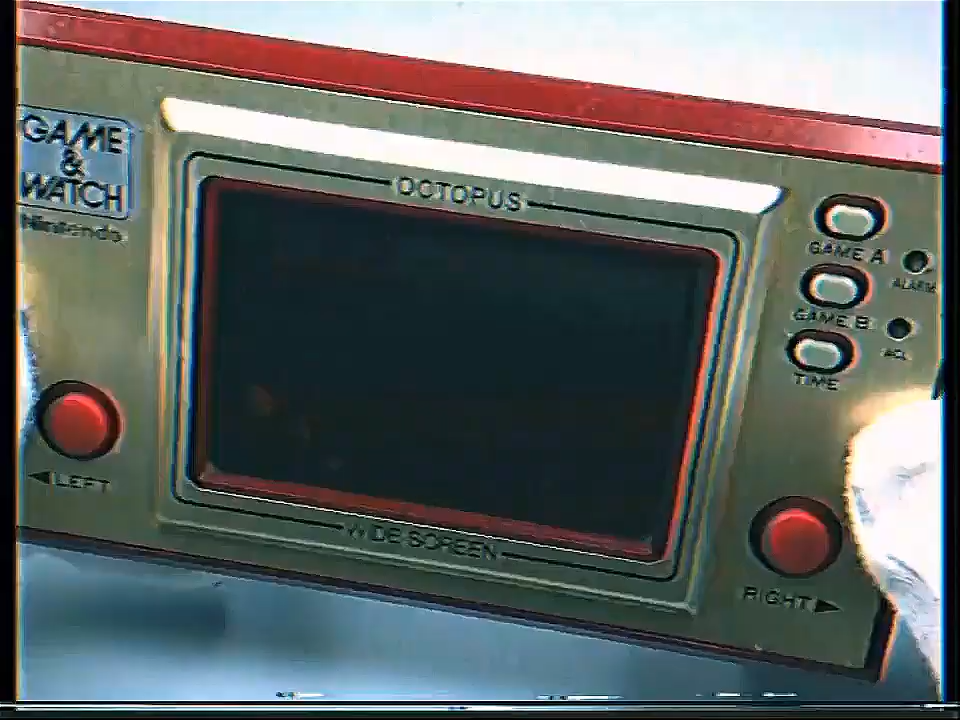 GAME
&
WATCH
Nintendo
OCTOPUS
GAME A
ALARM
GAME B
ACL
TIME
◀LEFT
WIDE SCREEN
RIGHT▶